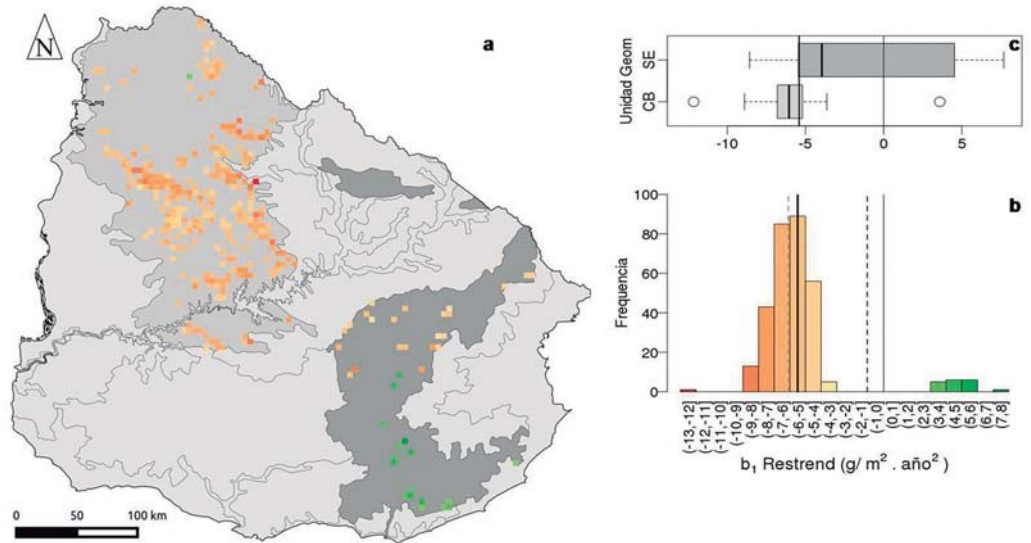 N
a
0 50 100 km
c
Unidad Geom
SE
CB
-10 -5 0 5
b
Frequencia
100
80
60
40
20
0
(-13,-12]
(-12,-11]
(-11,-10]
(-10,-9]
(-9,-8]
(-8,-7]
(-7,-6]
(-6,-5]
(-5,-4]
(-4,-3]
(-3,-2]
(-2,-1]
(-1,0]
(0,1]
(1,2]
(2,3]
(3,4]
(4,5]
(5,6]
(6,7]
(7,8]
b₁ Restrend (g/ m² . año²)